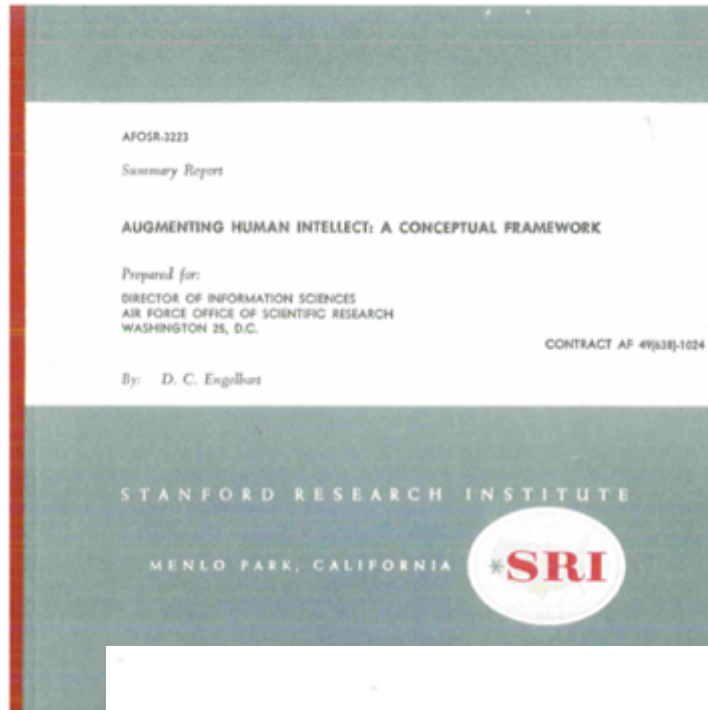 AFOSR-3223
Summary Report
AUGMENTING HUMAN INTELLECT: A CONCEPTUAL FRAMEWORK
Prepared for:
DIRECTOR OF INFORMATION SCIENCES
AIR FORCE OFFICE OF SCIENTIFIC RESEARCH
WASHINGTON 25, D.C.
CONTRACT AF 49(638)-1024
By: D. C. Engelbart
STANFORD RESEARCH INSTITUTE
MENLO PARK, CALIFORNIA
*SRI